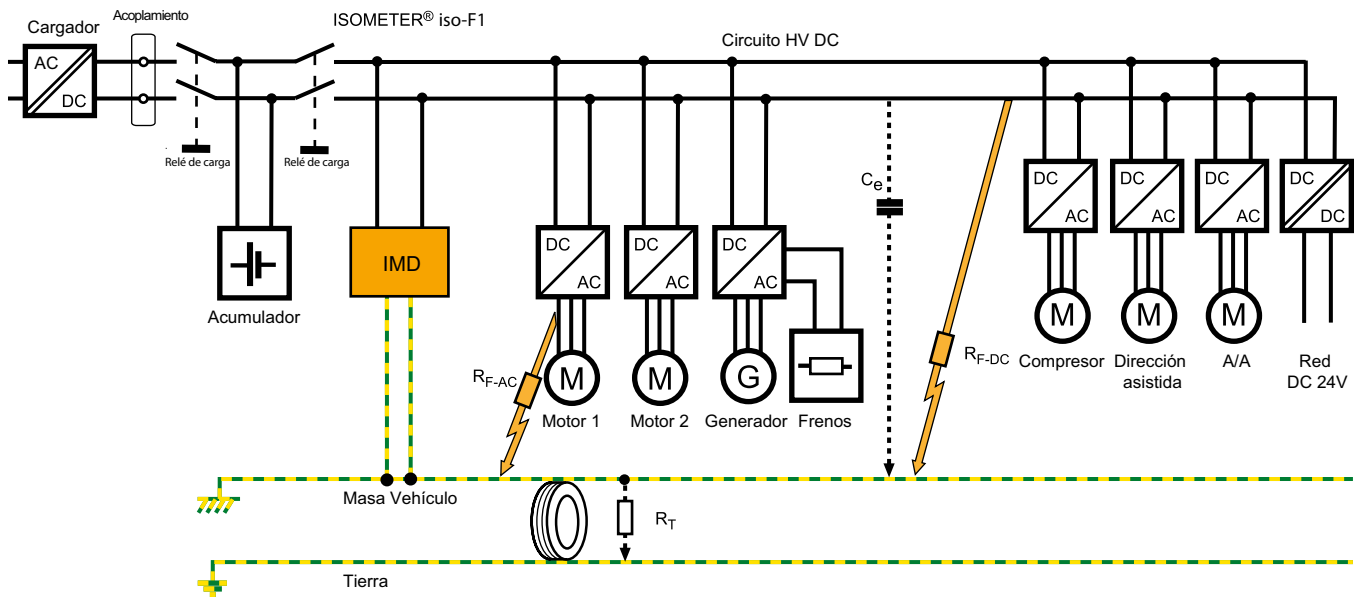 Cargador
Acoplamiento
ISOMETER® iso-F1
Circuito HV DC
AC
DC
Relé de carga
Relé de carga
Ce
DC
AC
DC
AC
DC
AC
DC
DC
IMD
DC
AC
DC
AC
DC
AC
Acumulador
M
M
M
RF-AC
M
M
G
RF-DC
Compresor
Dirección
asistida
A/A
Red
DC 24V
Motor 1
Motor 2
Generador
Frenos
Masa Vehículo
RT
Tierra